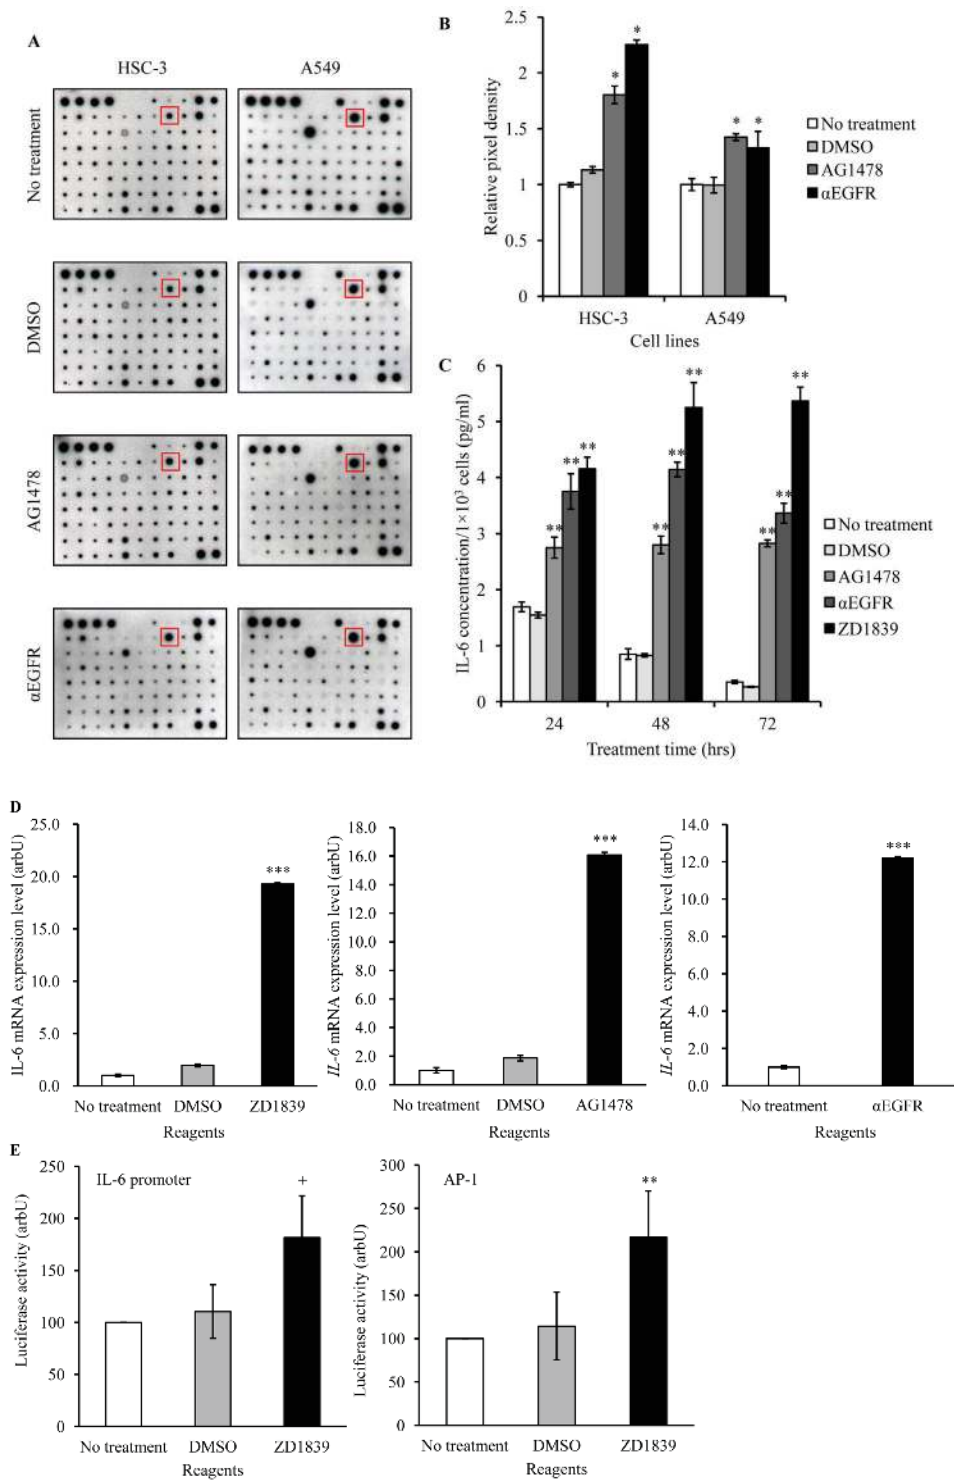 A
HSC-3
A549
No treatment
DMSO
AG1478
αEGFR
B
Relative pixel density
2.5
2
1.5
1
0.5
0
*
*
*
*
HSC-3
A549
Cell lines
No treatment
DMSO
AG1478
αEGFR
C
IL-6 concentration/1×10³ cells (pg/ml)
6
5
4
3
2
1
0
**
**
**
**
**
**
**
**
**
24
48
72
Treatment time (hrs)
No treatment
DMSO
AG1478
αEGFR
ZD1839
D
IL-6 mRNA expression level (arbU)
25.0
20.0
15.0
10.0
5.0
0.0
***
No treatment DMSO ZD1839
Reagents
IL-6 mRNA expression level (arbU)
18.0
16.0
14.0
12.0
10.0
8.0
6.0
4.0
2.0
0.0
***
No treatment DMSO AG1478
Reagents
IL-6 mRNA expression level (arbU)
14.0
12.0
10.0
8.0
6.0
4.0
2.0
0.0
***
No treatment αEGFR
Reagents
E
IL-6 promoter
Luciferase activity (arbU)
250
200
150
100
50
0
+
No treatment DMSO ZD1839
Reagents
AP-1
Luciferase activity (arbU)
300
250
200
150
100
50
0
**
No treatment DMSO ZD1839
Reagents